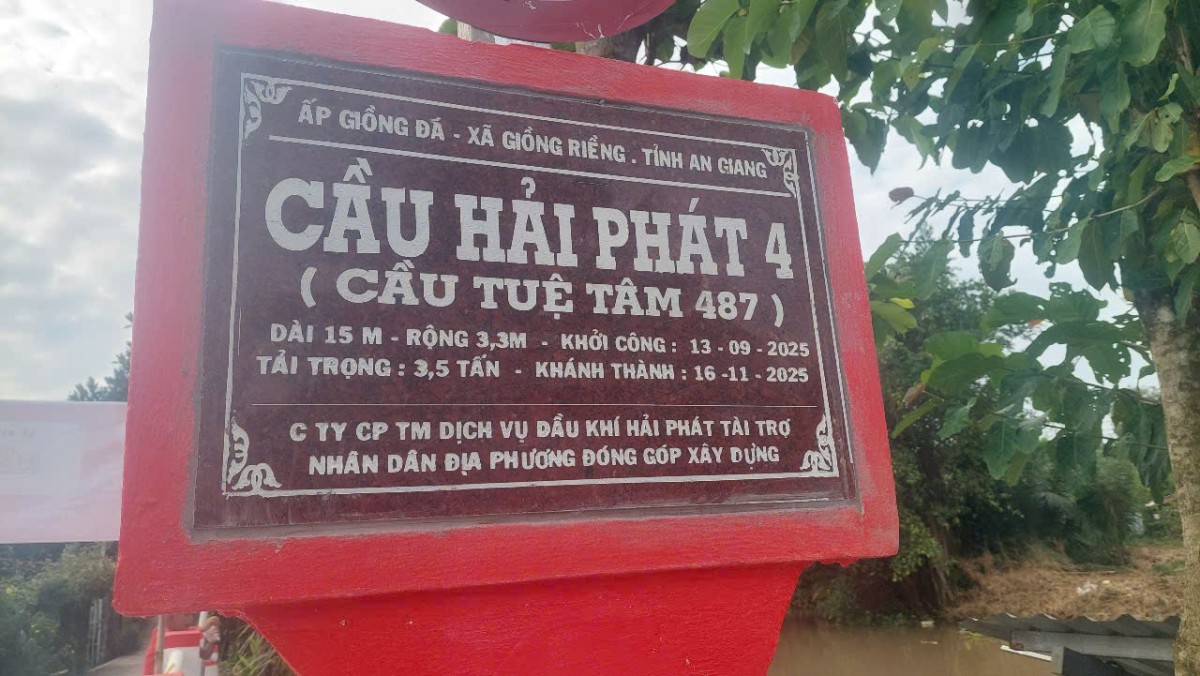 ẤP GIỒNG ĐÁ - XÃ GIỒNG RIỀNG . TỈNH AN GIANG
CẦU HẢI PHÁT 4
( CẦU TUỆ TÂM 487 )
DÀI 15 M - RỘNG 3,3M - KHỞI CÔNG : 13 - 09 - 2025
TẢI TRỌNG : 3,5 TẤN - KHÁNH THÀNH : 16 -11 - 2025
C TY CP TM DỊCH VỤ DẦU KHÍ HẢI PHÁT TÀI TRỢ
NHÂN DÂN ĐỊA PHƯƠNG ĐÓNG GÓP XÂY DỰNG